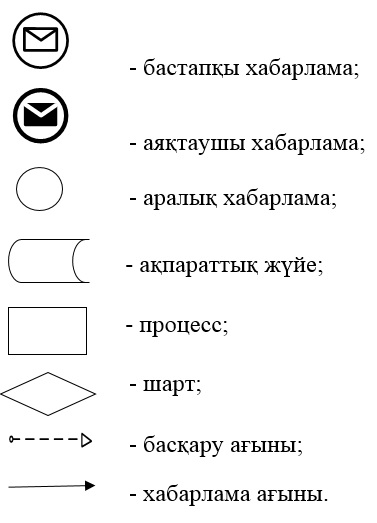 - бастапқы хабарлама;
- аяқтаушы хабарлама;
- аралық хабарлама;
- ақпараттық жүйе;
- процесс;
- шарт;
- басқару ағыны;
- хабарлама ағыны.